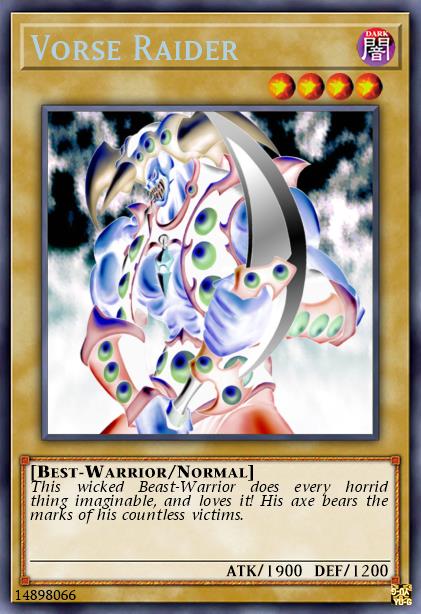 Vorse Raider
DARK
闇
[Best-Warrior/Normal]
This wicked Beast-Warrior does every horrid
thing imaginable, and loves it! His axe bears the
marks of his countless victims.
ATK/1900 DEF/1200
14898066